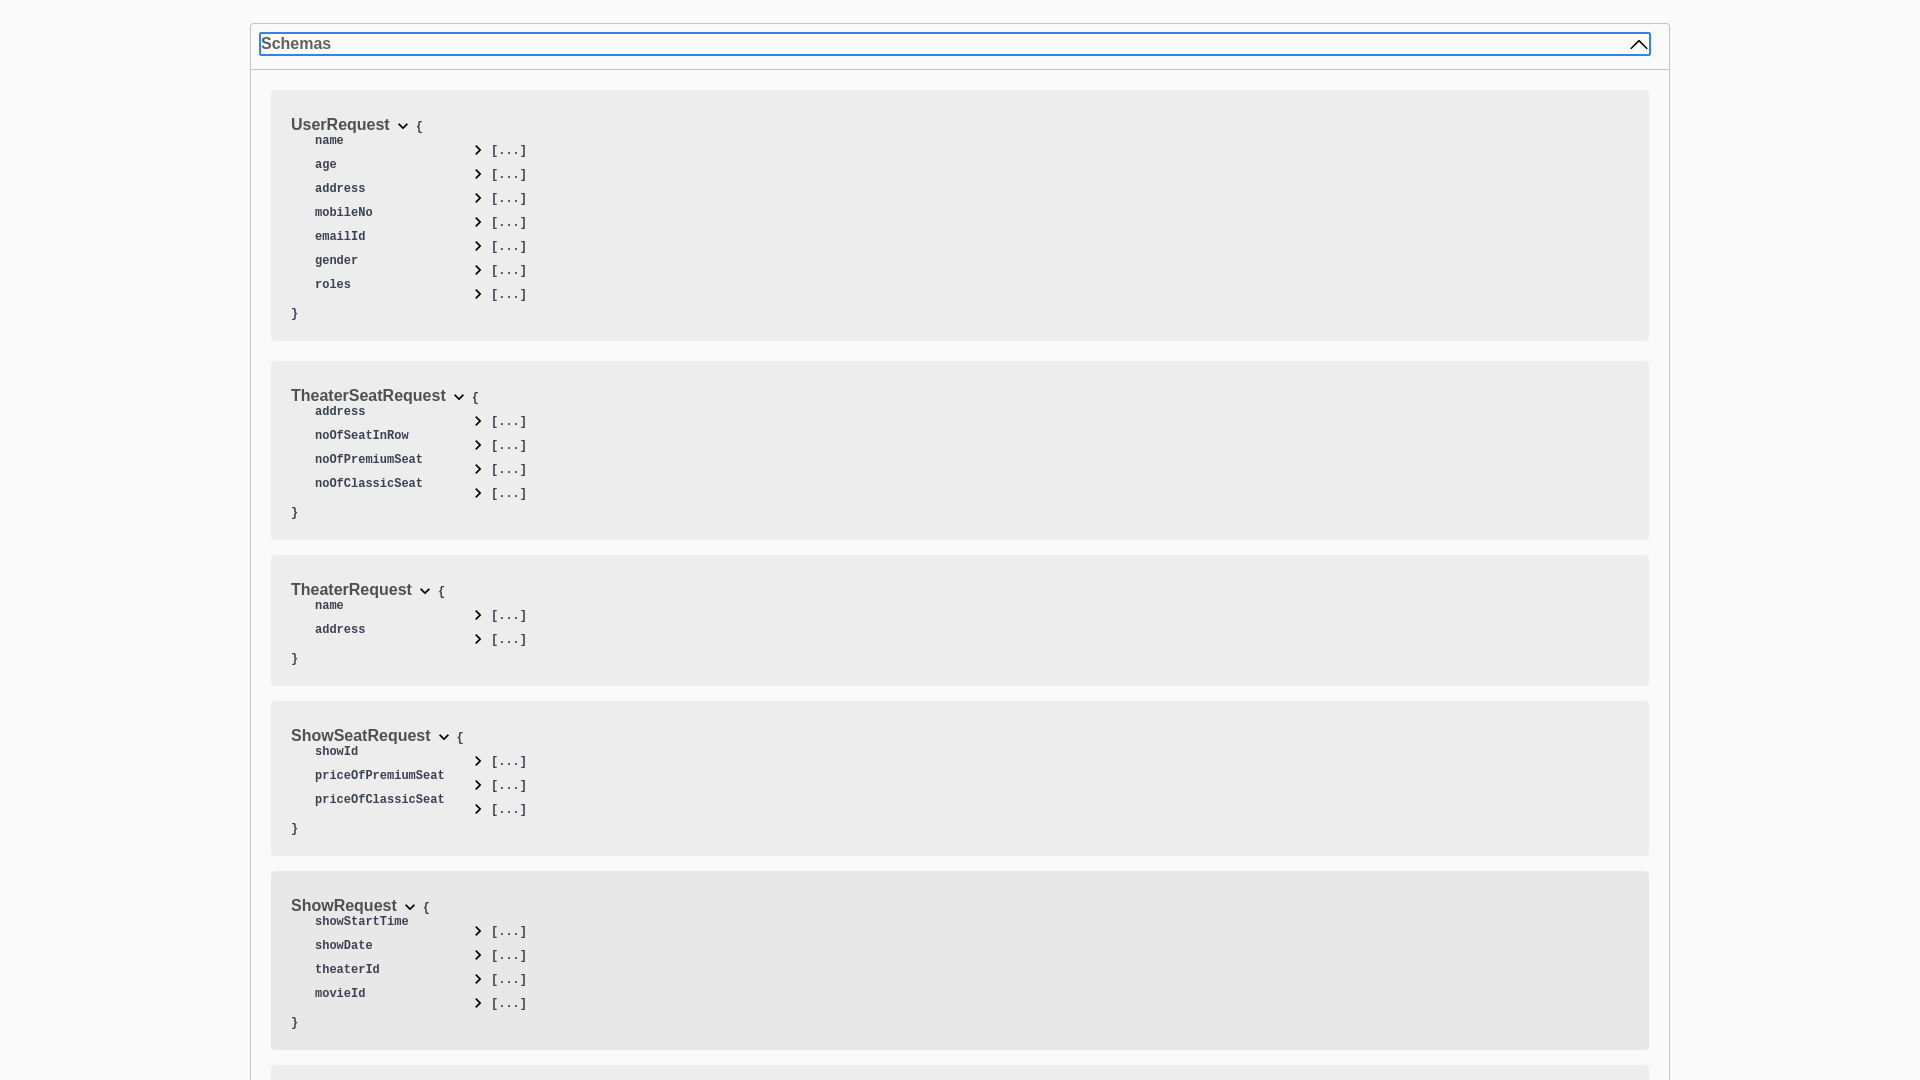 Schemas
UserRequest {
name [...]
age [...]
address [...]
mobileNo [...]
emailId [...]
gender [...]
roles [...]
}
TheaterSeatRequest {
address [...]
noOfSeatInRow [...]
noOfPremiumSeat [...]
noOfClassicSeat [...]
}
TheaterRequest {
name [...]
address [...]
}
ShowSeatRequest {
showId [...]
priceOfPremiumSeat [...]
priceOfClassicSeat [...]
}
ShowRequest {
showStartTime [...]
showDate [...]
theaterId [...]
movieId [...]
}